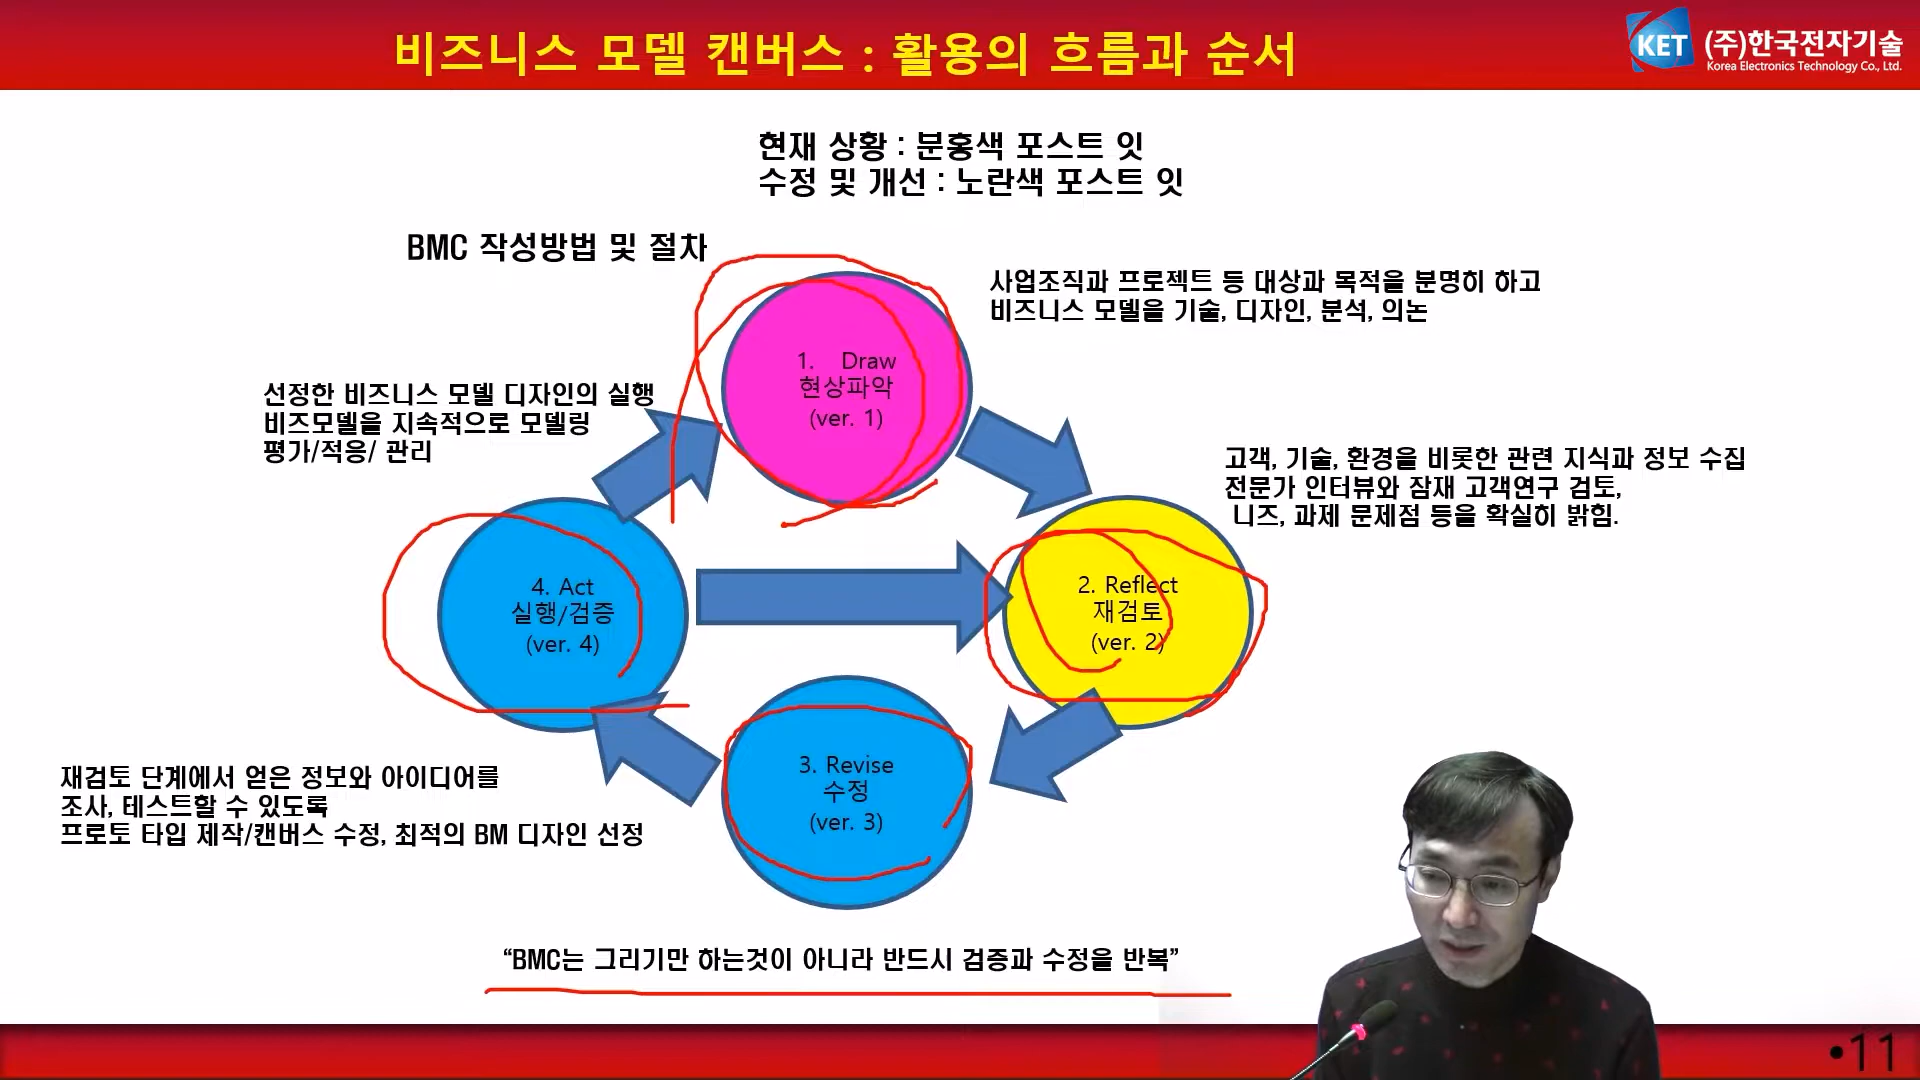 비즈니스 모델 캔버스 : 활용의 흐름과 순서
KET (주)한국전자기술
Korea Electronics Technology Co., Ltd.
현재 상황 : 분홍색 포스트 잇
수정 및 개선 : 노란색 포스트 잇
BMC 작성방법 및 절차
사업조직과 프로젝트 등 대상과 목적을 분명히 하고
비즈니스 모델을 기술, 디자인, 분석, 의논
1. Draw
현상파악
(ver. 1)
선정한 비즈니스 모델 디자인의 실행
비즈모델을 지속적으로 모델링
평가/적응/ 관리
고객, 기술, 환경을 비롯한 관련 지식과 정보 수집
전문가 인터뷰와 잠재 고객연구 검토,
니즈, 과제 문제점 등을 확실히 밝힘.
4. Act
실행/검증
(ver. 4)
2. Reflect
재검토
(ver. 2)
3. Revise
수정
(ver. 3)
재검토 단계에서 얻은 정보와 아이디어를
조사, 테스트할 수 있도록
프로토 타입 제작/캔버스 수정, 최적의 BM 디자인 선정
“BMC는 그리기만 하는것이 아니라 반드시 검증과 수정을 반복”
•11